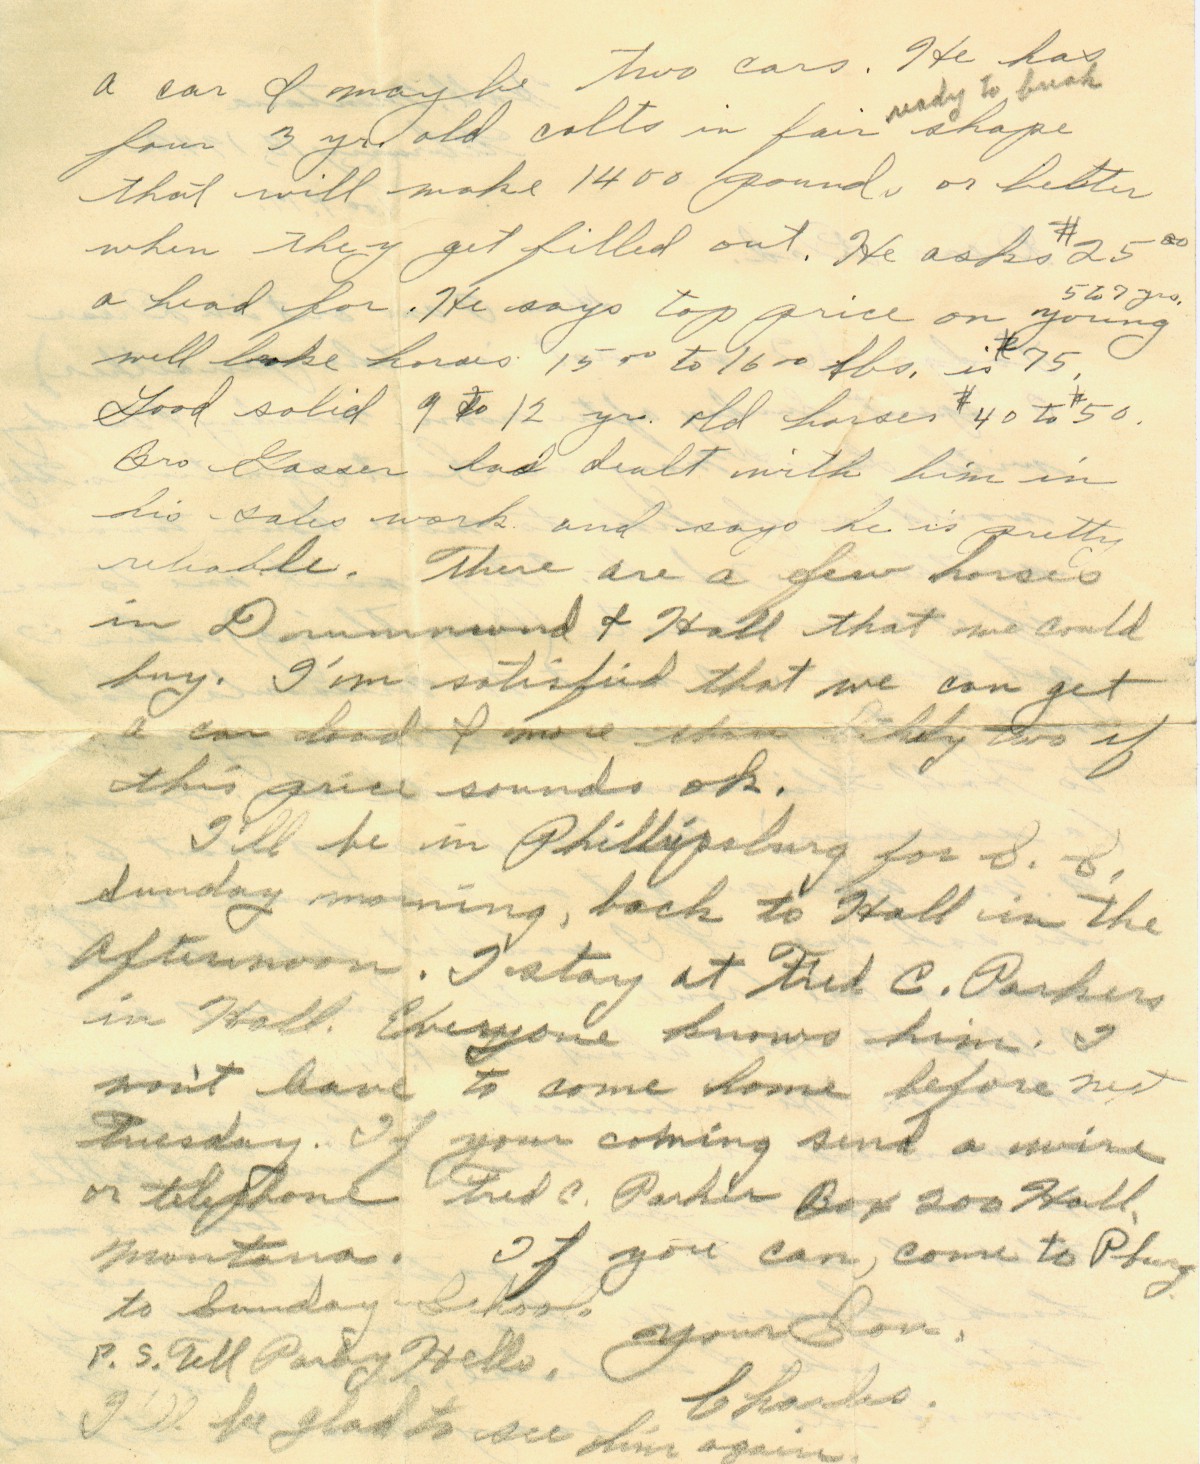 a car & maybe two cars. He has
ready to break
four 3 yr. old colts in fair shape
that will make 1400 pounds or better
when they get filled out. He asks $25.00
a head for. He says top price on 5 to 7 yrs. young
well broke horses 1500 to 1600 lbs. is $75.
Good solid 9 to 12 yr. old horses $40 to $50.
Bro Gasser has dealt with him in
his sales work and says he is pretty
reliable. There are a few horses
in Drummond & Hall that we could
buy. I'm satisfied that we can get
a car load & more than likly two if
this price sounds ok.
I'll be in Phillipsburg for S. S.
Sunday morning, back to Hall in the
afternoon. I stay at Fred C. Parkers
in Hall. Everyone knows him. I
won't leave to come home before next
Tuesday. If your coming send a wire
or telephone Fred C. Parker Box 200 Hall,
Montana. If you can, come to P'burg
to Sunday School.
Your Son,
P. S. Tell Hello.
Charles.
I'll be glad to see him again.